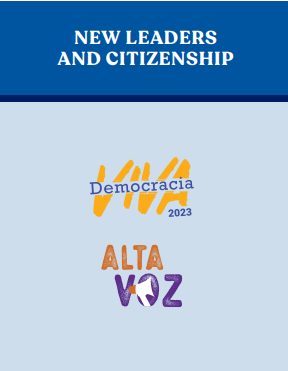 NEW LEADERS
AND CITIZENSHIP
VIVA
Democracia
2023
ALTA
VOZ